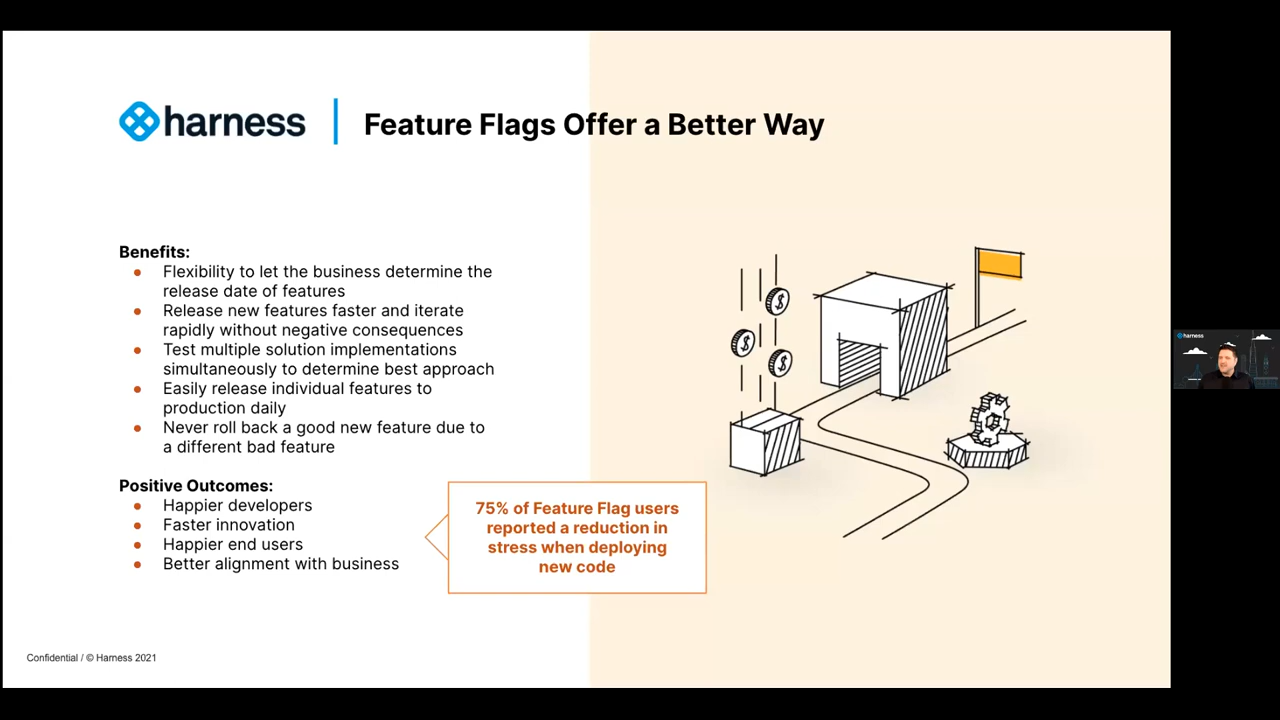 harness
Feature Flags Offer a Better Way
Benefits:
● Flexibility to let the business determine the
release date of features
● Release new features faster and iterate
rapidly without negative consequences
● Test multiple solution implementations
simultaneously to determine best approach
● Easily release individual features to
production daily
● Never roll back a good new feature due to
a different bad feature
Positive Outcomes:
● Happier developers
● Faster innovation
● Happier end users
● Better alignment with business
75% of Feature Flag users
reported a reduction in
stress when deploying
new code
$
$
$
Confidential / © Harness 2021
harness